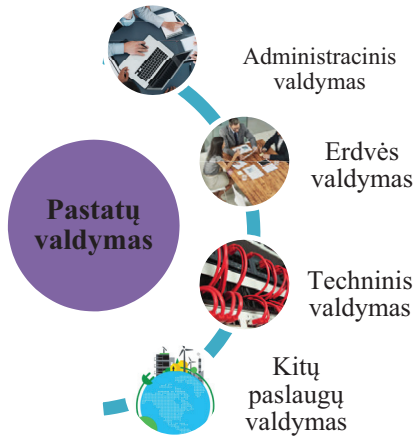 Administracinis
valdymas
Erdvės
valdymas
Pastatų
valdymas
Techninis
valdymas
Kitų
paslaugų
valdymas